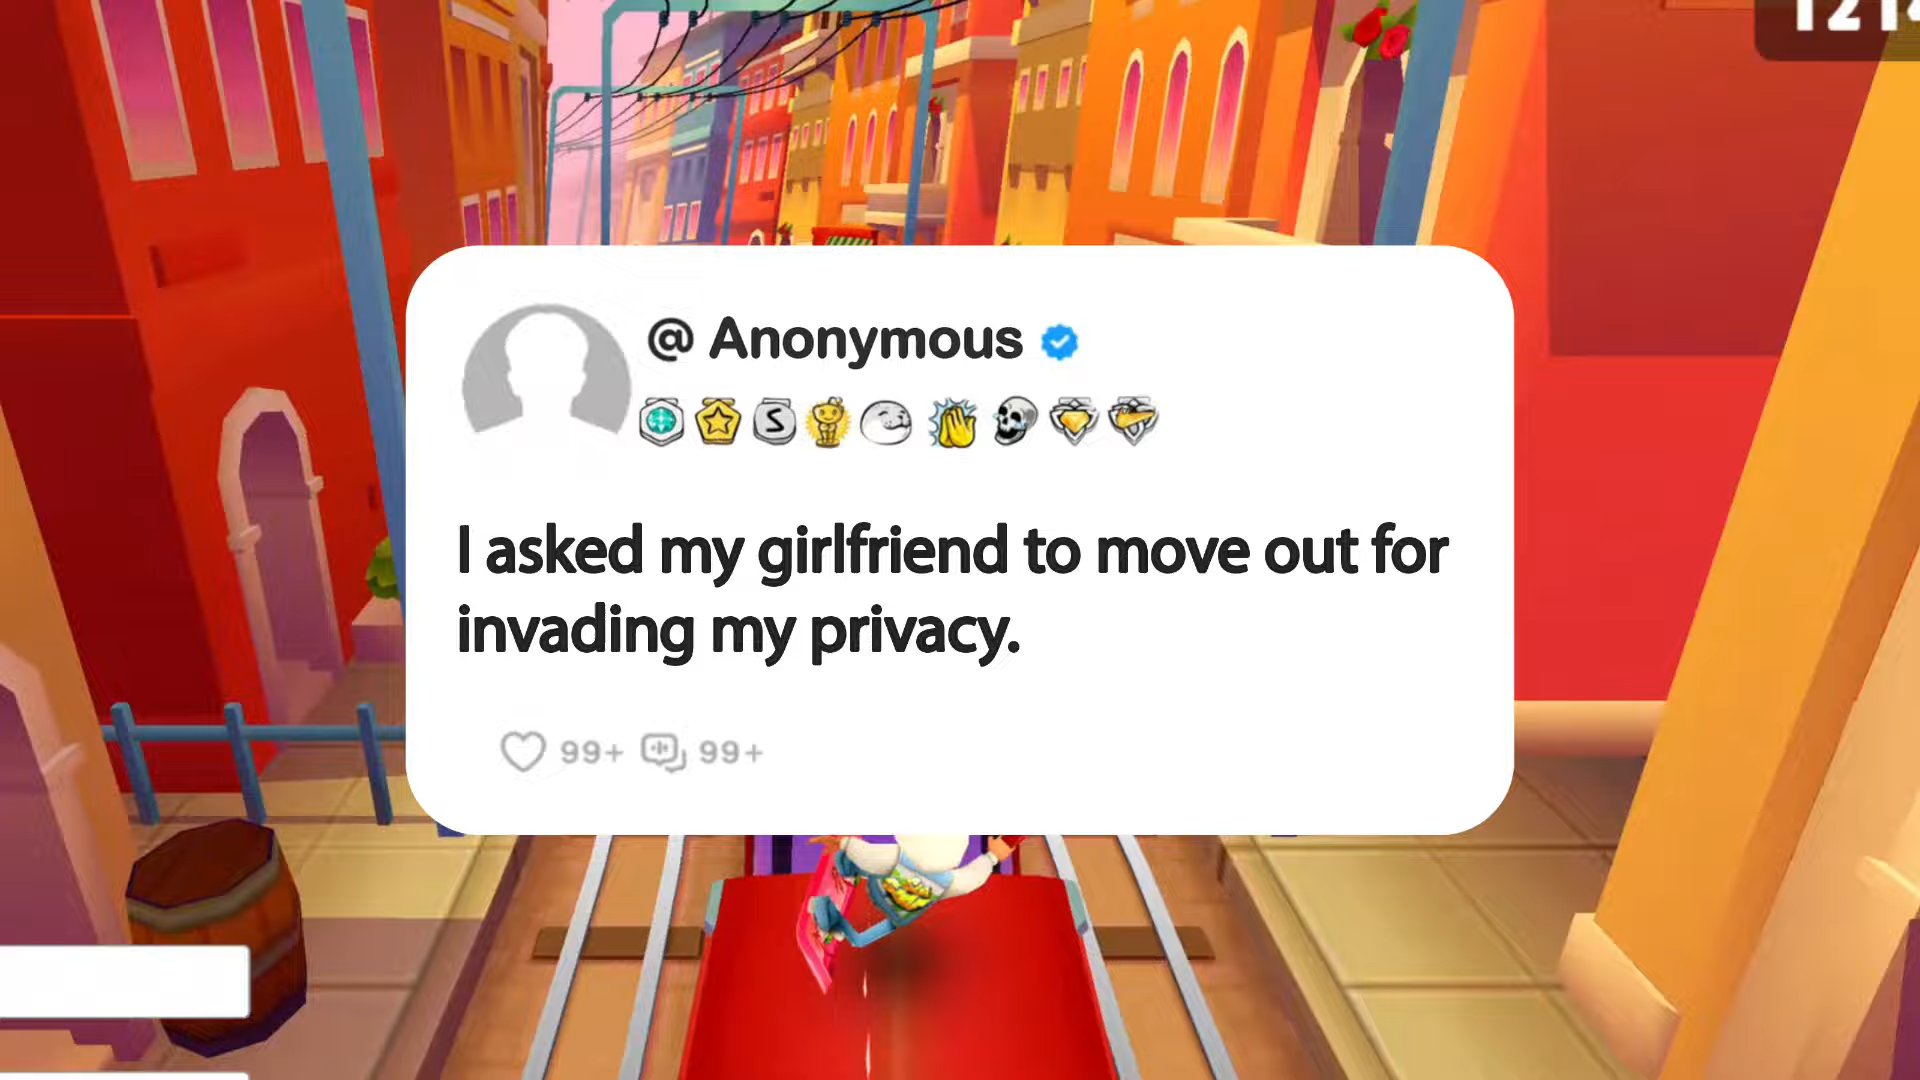 @ Anonymous
I asked my girlfriend to move out for
invading my privacy.
99+ 99+